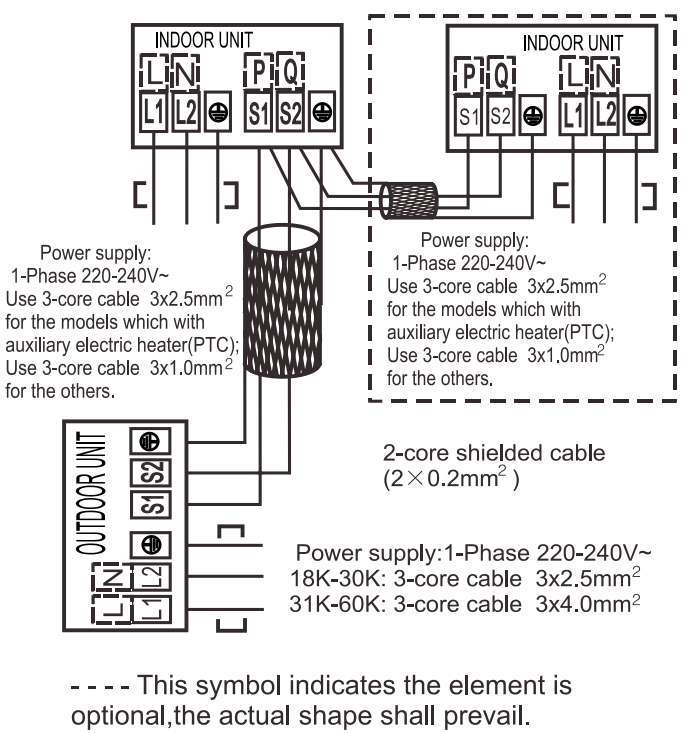 INDOOR UNIT
L N P Q
L1 L2 S1 S2
INDOOR UNIT
P Q L N
S1 S2 L1 L2
Power supply:
1-Phase 220-240V~
Use 3-core cable 3x2.5mm²
for the models which with
auxiliary electric heater(PTC);
Use 3-core cable 3x1.0mm²
for the others.
Power supply:
1-Phase 220-240V~
Use 3-core cable 3x2.5mm²
for the models which with
auxiliary electric heater(PTC);
Use 3-core cable 3x1.0mm²
for the others.
OUTDOOR UNIT
S2
S1
N L2
L L1
2-core shielded cable
(2×0.2mm²)
Power supply:1-Phase 220-240V~
18K-30K: 3-core cable 3x2.5mm²
31K-60K: 3-core cable 3x4.0mm²
- - - - This symbol indicates the element is
optional,the actual shape shall prevail.